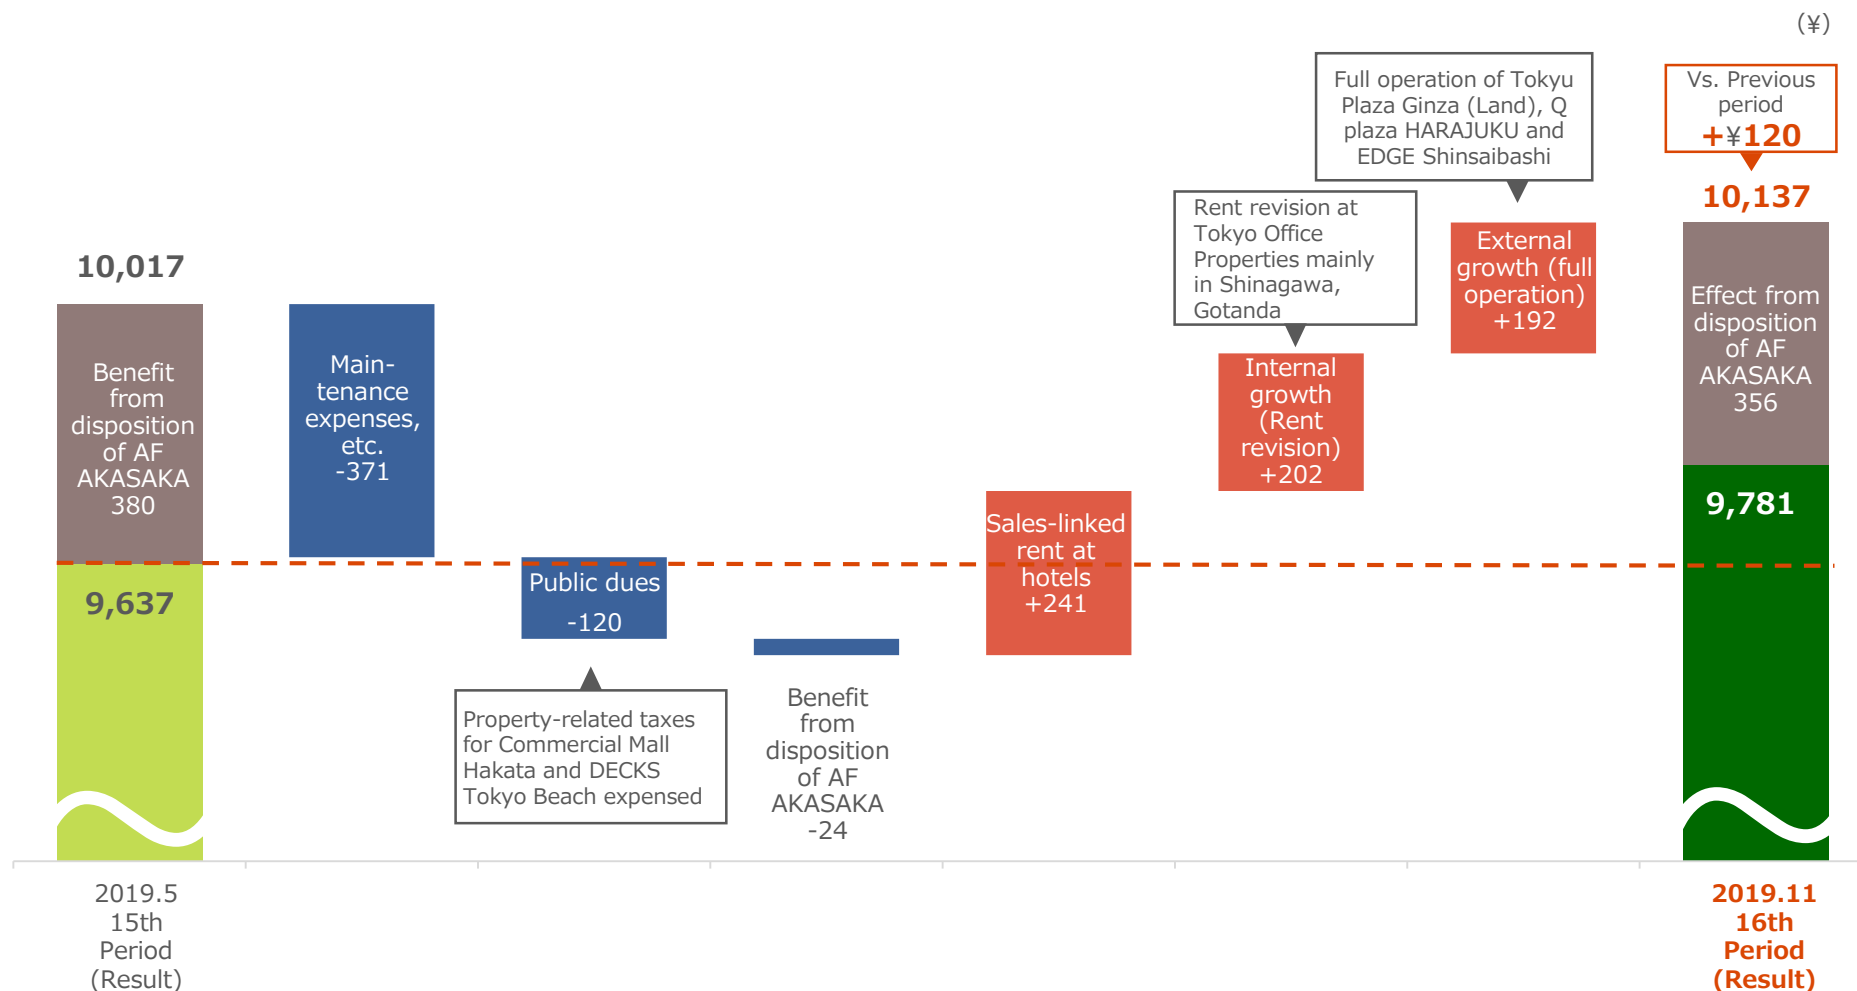 (¥)
10,017
Benefit
from
disposition
of AF
AKASAKA
380
9,637
Main-
tenance
expenses,
etc.
-371
Public dues
-120
Property-related taxes
for Commercial Mall
Hakata and DECKS
Tokyo Beach expensed
Benefit
from
disposition
of AF
AKASAKA
-24
Sales-linked
rent at
hotels
+241
Rent revision at
Tokyo Office
Properties mainly
in Shinagawa,
Gotanda
Internal
growth
(Rent
revision)
+202
Full operation of Tokyu
Plaza Ginza (Land), Q
plaza HARAJUKU and
EDGE Shinsaibashi
External
growth (full
operation)
+192
Vs. Previous
period
+¥120
10,137
Effect from
disposition
of AF
AKASAKA
356
9,781
2019.5
15th
Period
(Result)
2019.11
16th
Period
(Result)